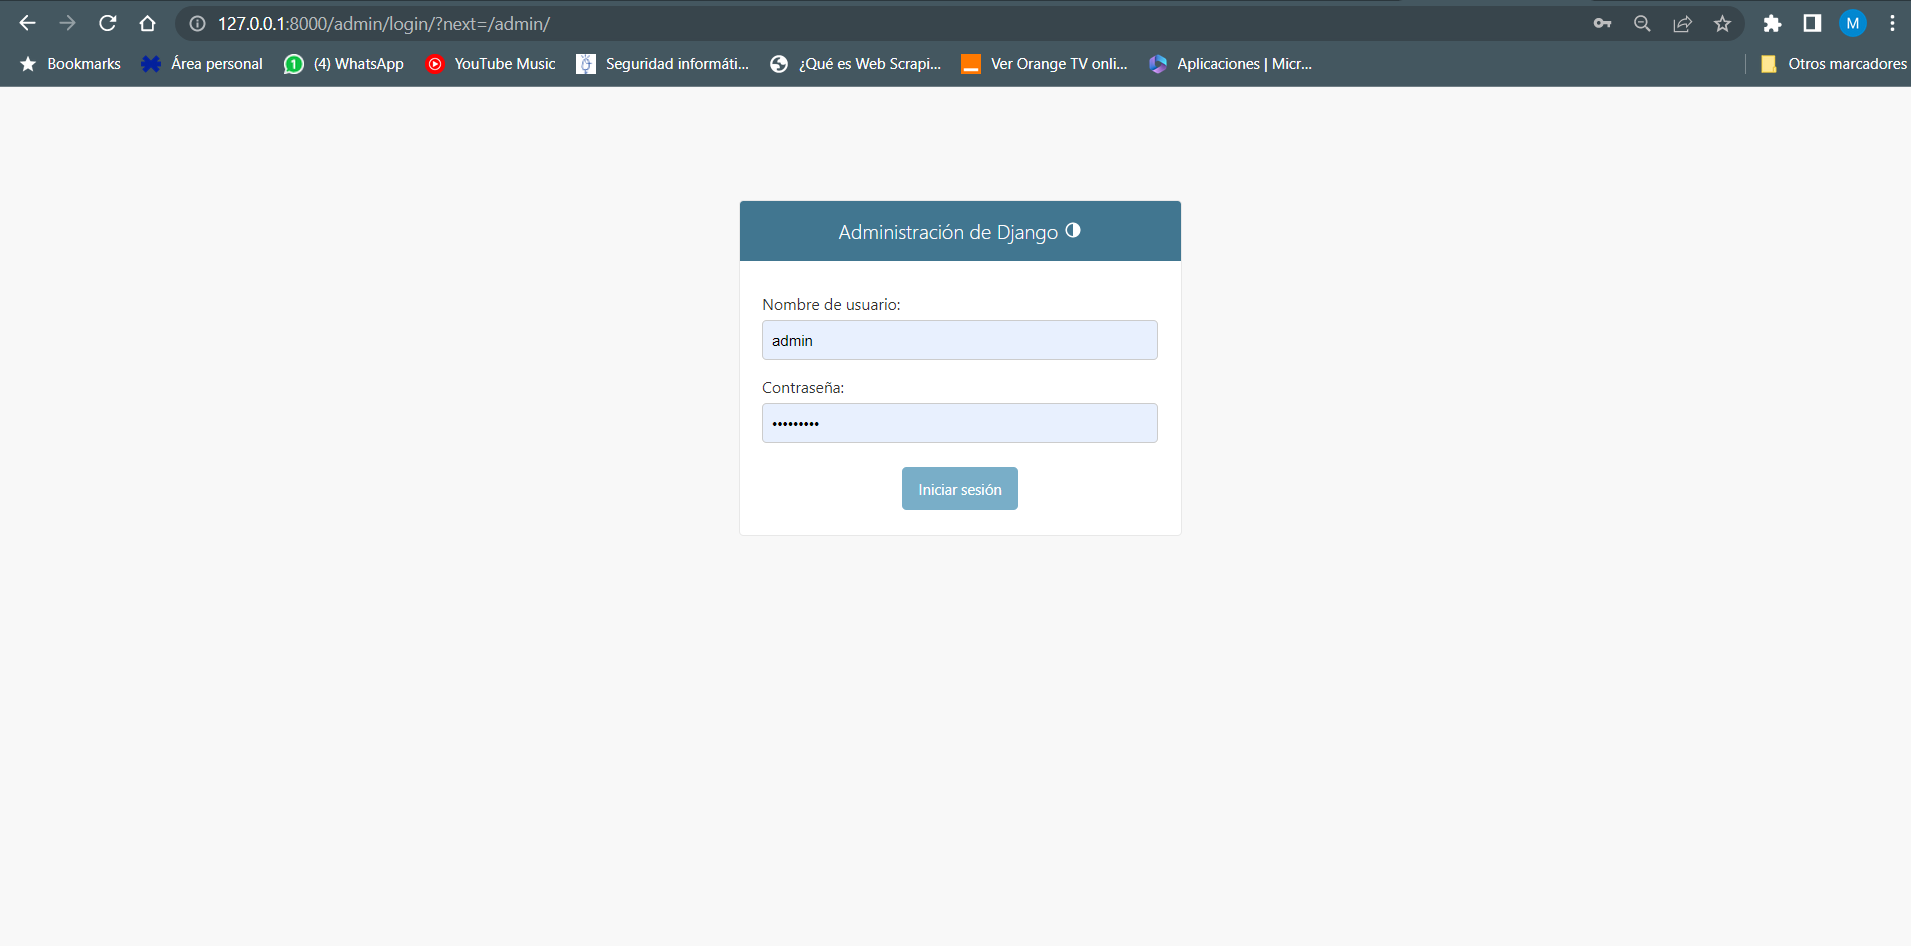 127.0.0.1:8000/admin/login/?next=/admin/
M
Bookmarks Área personal (4) WhatsApp YouTube Music Seguridad informáti... ¿Qué es Web Scrapi... Ver Orange TV onli... Aplicaciones | Micr... Otros marcadores
Administración de Django
Nombre de usuario:
admin
Contraseña:
•••••••••
Iniciar sesión